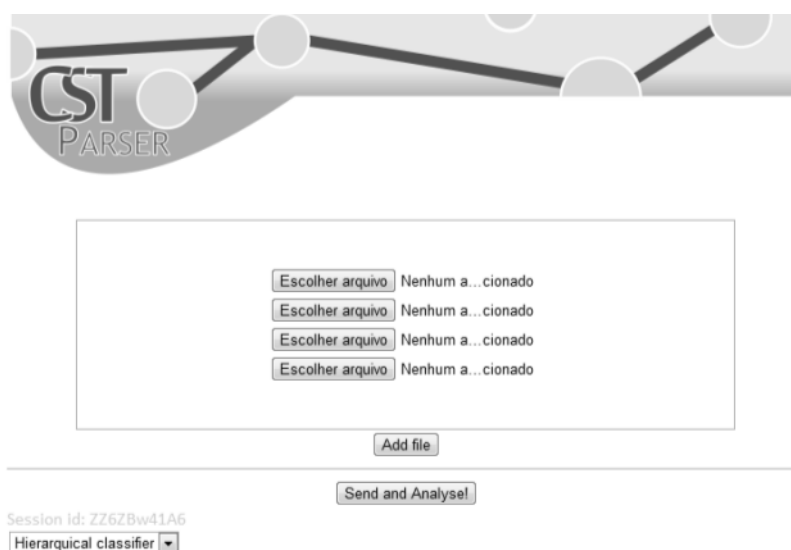 CST
PARSER
Escolher arquivo Nenhum a...cionado
Escolher arquivo Nenhum a...cionado
Escolher arquivo Nenhum a...cionado
Escolher arquivo Nenhum a...cionado
Add file
Send and Analyse!
Session id: ZZ6ZBw41A6
Hierarquical classifier